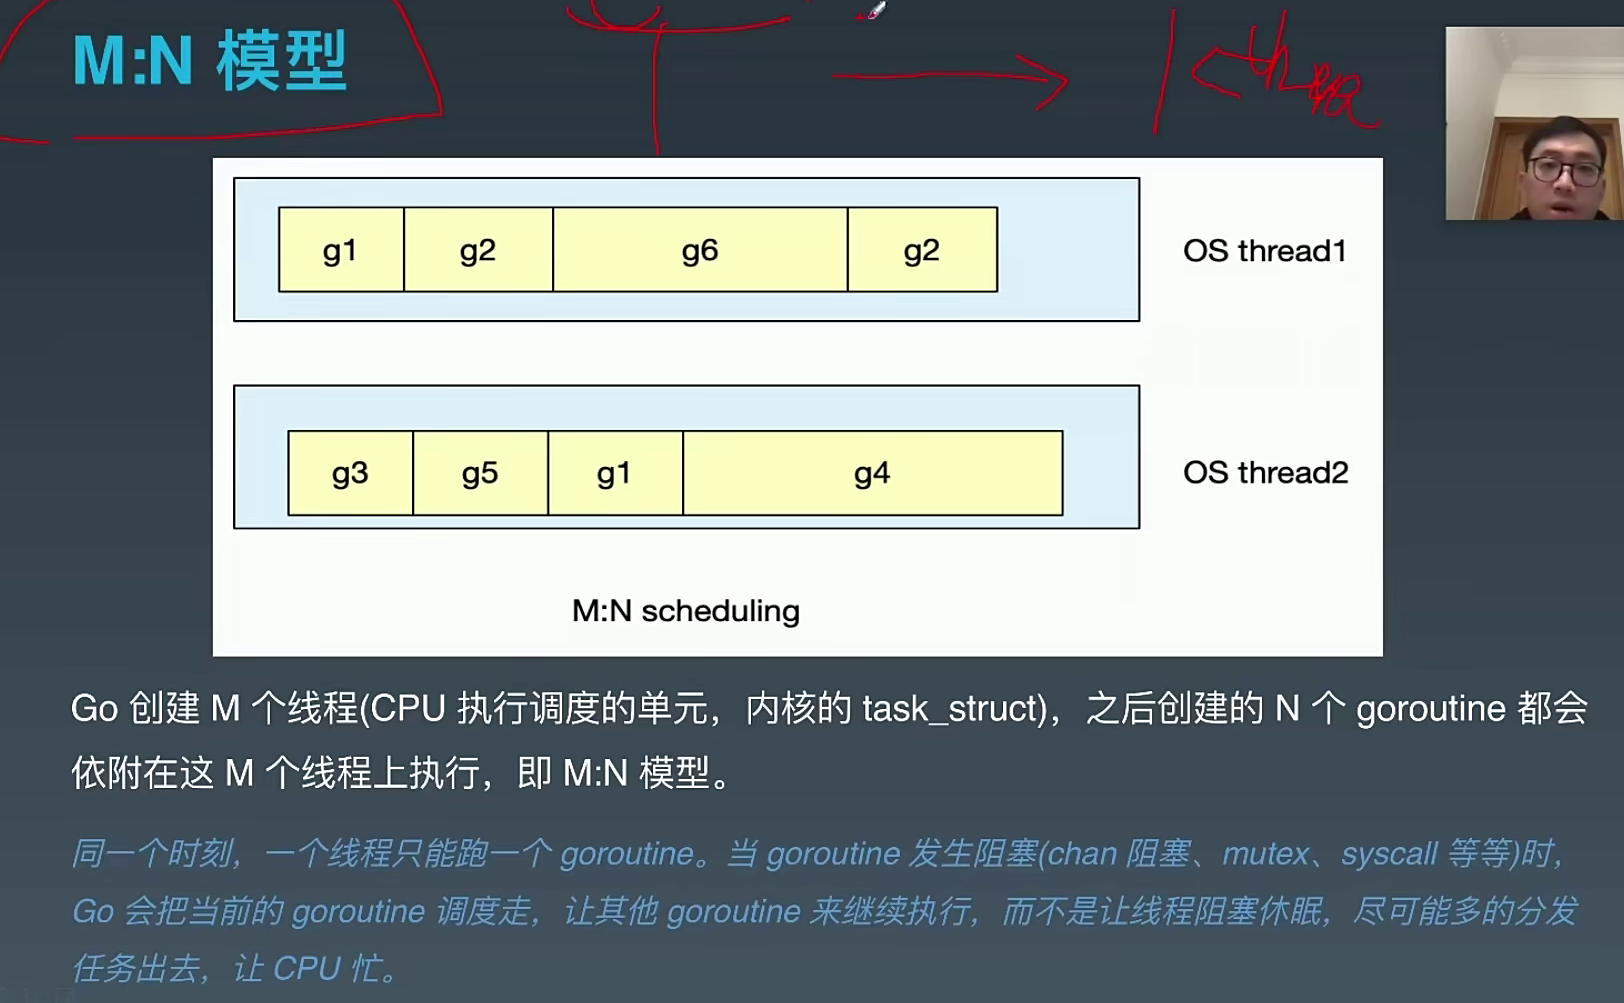 M:N 模型
g1 g2 g6 g2 OS thread1
g3 g5 g1 g4 OS thread2
M:N scheduling
Go 创建 M 个线程(CPU 执行调度的单元，内核的 task_struct)，之后创建的 N 个 goroutine 都会
依附在这 M 个线程上执行，即 M:N 模型。
同一个时刻，一个线程只能跑一个 goroutine。当 goroutine 发生阻塞(chan 阻塞、mutex、syscall 等等)时，
Go 会把当前的 goroutine 调度走，让其他 goroutine 来继续执行，而不是让线程阻塞休眠，尽可能多的分发
任务出去，让 CPU 忙。